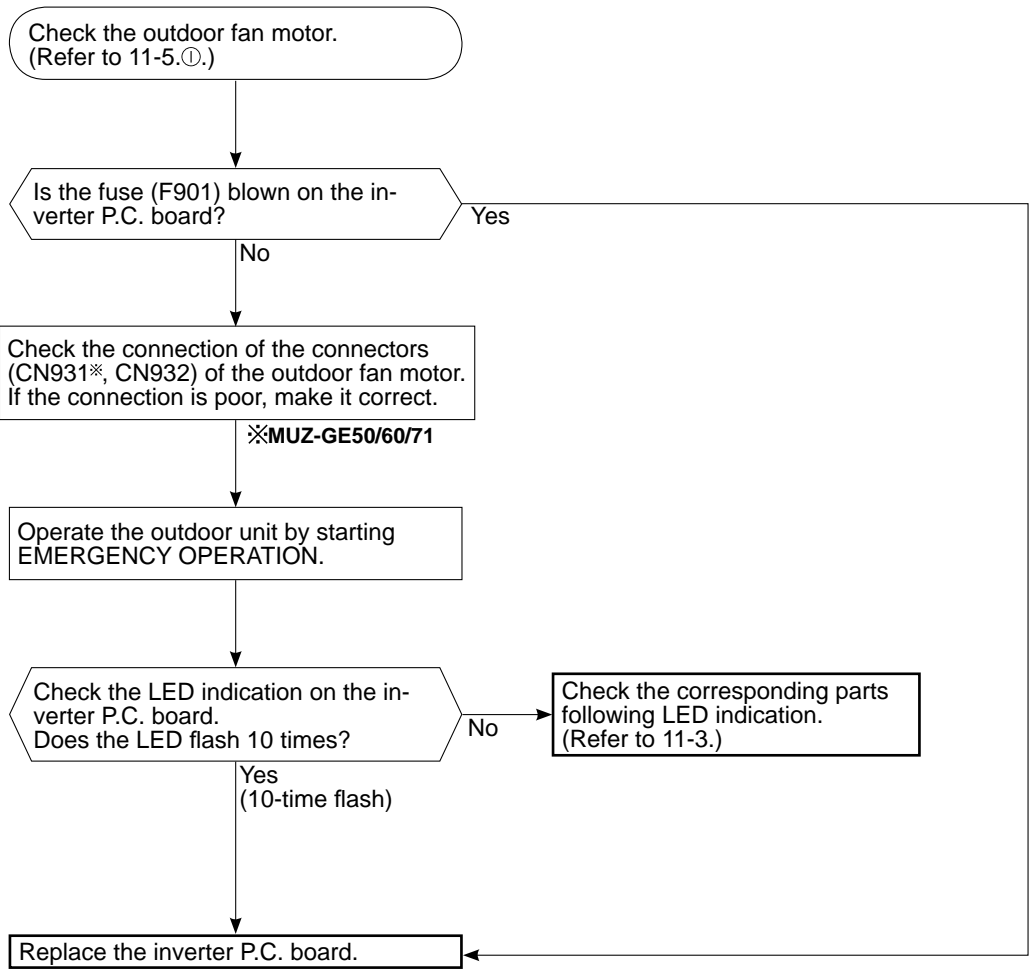 Check the outdoor fan motor.
(Refer to 11-5.Ⓘ.)
Is the fuse (F901) blown on the in-
verter P.C. board?
Yes
No
Check the connection of the connectors
(CN931※, CN932) of the outdoor fan motor.
If the connection is poor, make it correct.
※MUZ-GE50/60/71
Operate the outdoor unit by starting
EMERGENCY OPERATION.
Check the LED indication on the in-
verter P.C. board.
Does the LED flash 10 times?
No
Check the corresponding parts
following LED indication.
(Refer to 11-3.)
Yes
(10-time flash)
Replace the inverter P.C. board.